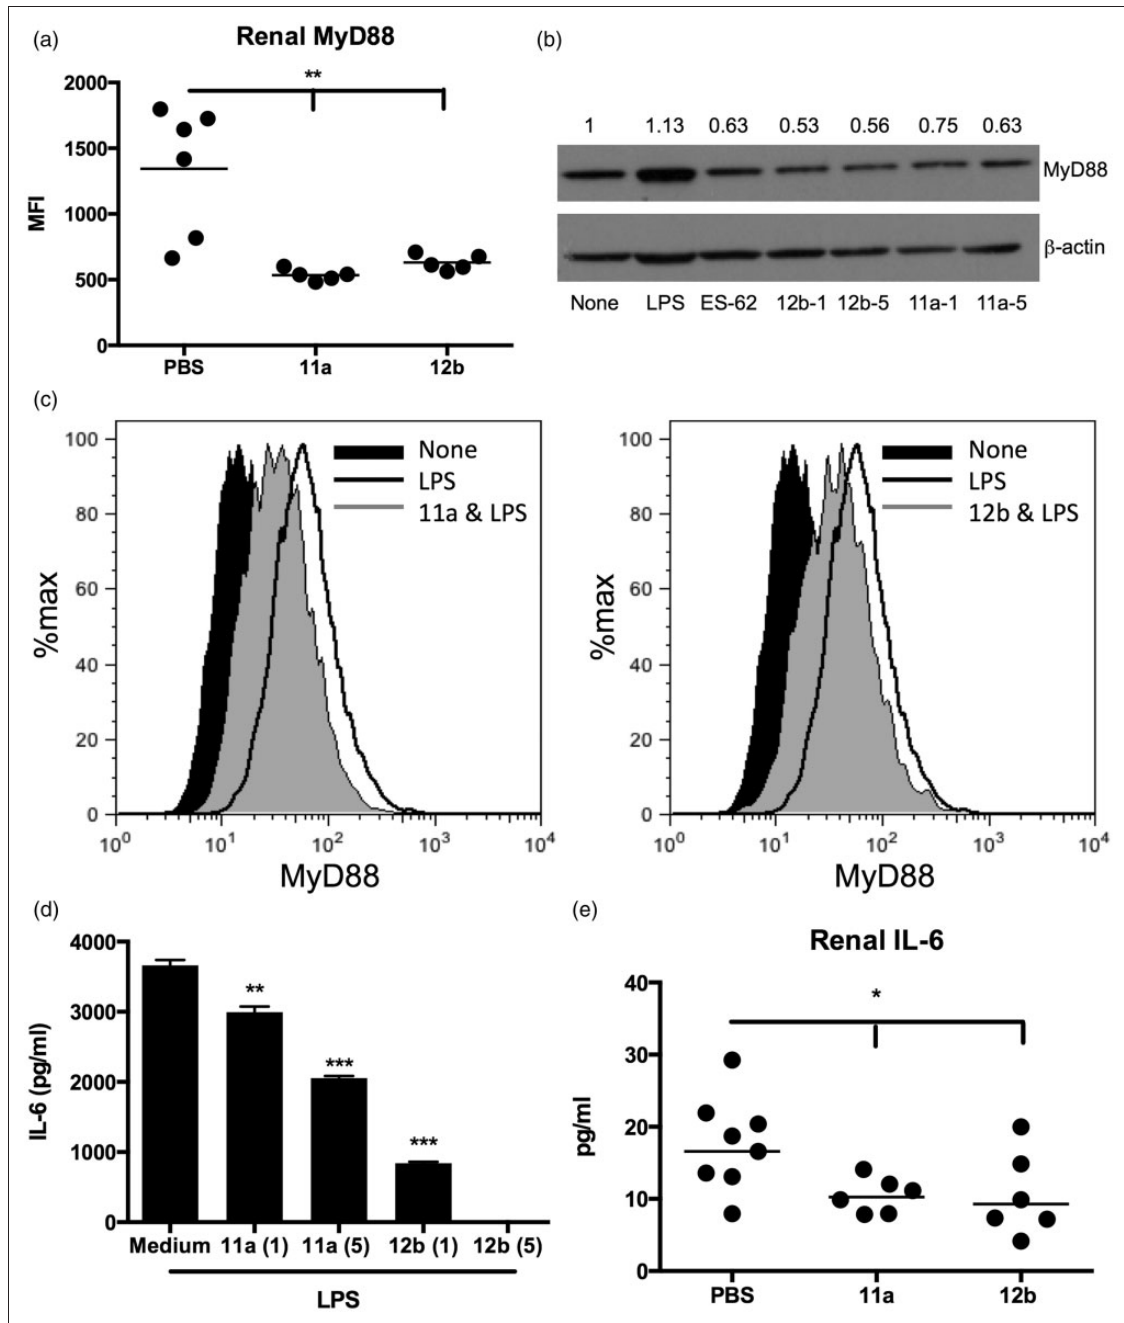 (a)
Renal MyD88
**
2000
1500
1000
500
0
MFI
PBS 11a 12b
(b)
1 1.13 0.63 0.53 0.56 0.75 0.63
MyD88
β-actin
None LPS ES-62 12b-1 12b-5 11a-1 11a-5
(c)
100
80
60
40
20
0
%max
None
LPS
11a & LPS
10⁰ 10¹ 10² 10³ 10⁴
MyD88
100
80
60
40
20
0
%max
None
LPS
12b & LPS
10⁰ 10¹ 10² 10³ 10⁴
MyD88
(d)
4000
3000
2000
1000
0
IL-6 (pg/ml)
**
***
***
Medium 11a (1) 11a (5) 12b (1) 12b (5)
LPS
(e)
Renal IL-6
*
40
30
20
10
0
pg/ml
PBS 11a 12b